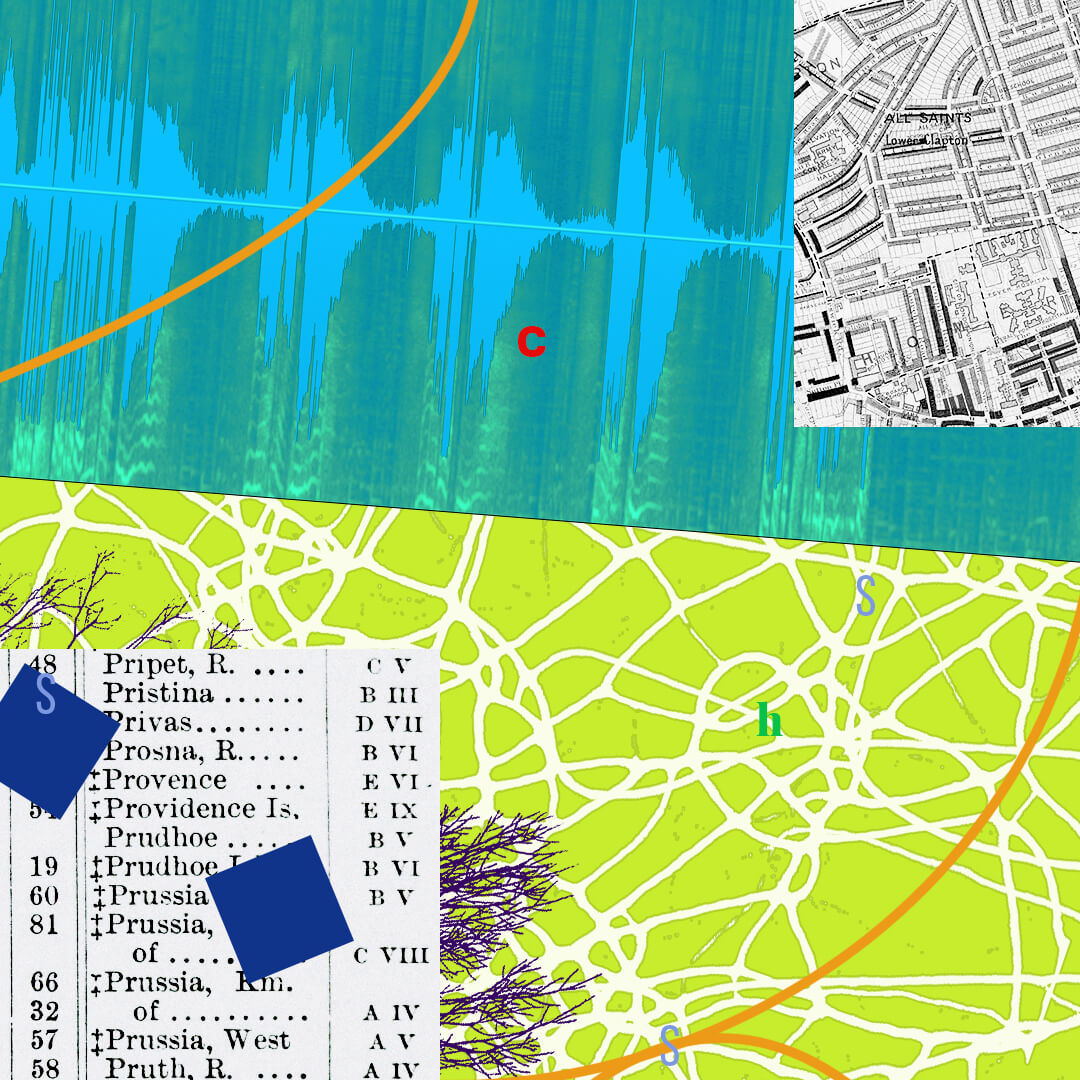 ALL SAINTS
Lower Clapton
c
S
h
S
48 Pripet, R. .... C V
Pristina ...... B III
Privas........ D VII
Prosna, R..... B VI
‡Provence .... E VI.
‡Providence Is, E IX
Prudhoe ..... B V
19 ‡Prudhoe B VI
60 ‡Prussia B V
81 ‡Prussia,
of ..... C VIII
66 ‡Prussia, Km.
32 of .......... A IV
57 ‡Prussia, West A V
58 Pruth, R. .... A IV
S